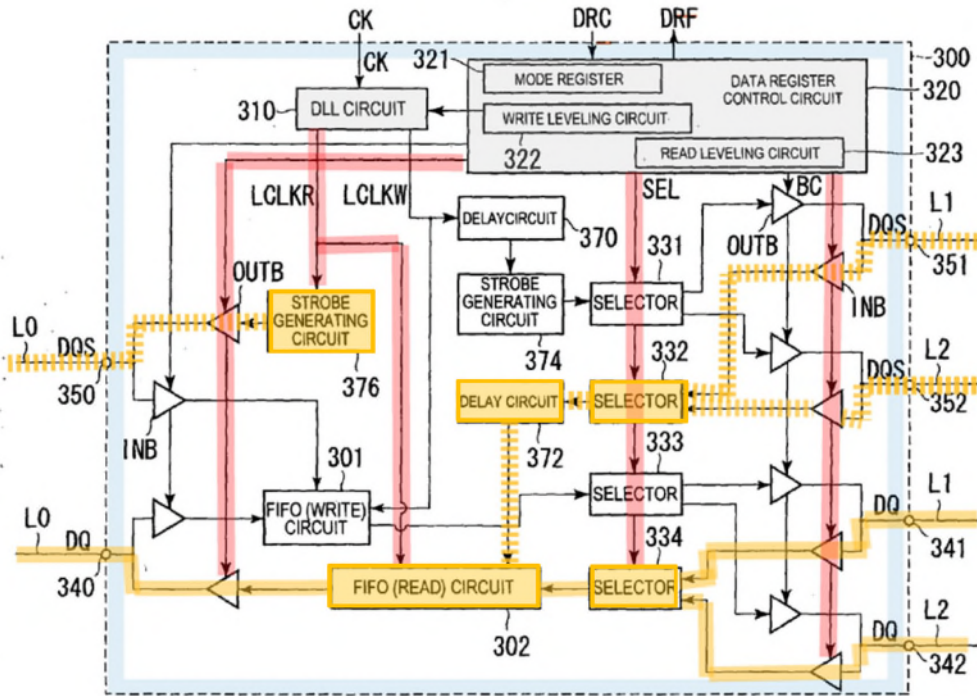 CK DRC DRF
300
CK
321
MODE REGISTER
DATA REGISTER
CONTROL CIRCUIT
320
310
DLL CIRCUIT
WRITE LEVELING CIRCUIT
322
READ LEVELING CIRCUIT
323
LCLKR LCLKW
SEL
BC
DELAYCIRCUIT
370
331
OUTB
DQS
L1
351
OUTB
STROBE
GENERATING
CIRCUIT
376
STROBE
GENERATING
CIRCUIT
374
SELECTOR
INB
L0
DQS
350
332
DQS
L2
352
INB
DELAY CIRCUIT
372
SELECTOR
301
FIFO (WRITE)
CIRCUIT
333
SELECTOR
L0
DQ
340
334
DQ
L1
341
FIFO (READ) CIRCUIT
302
SELECTOR
DQ
L2
342